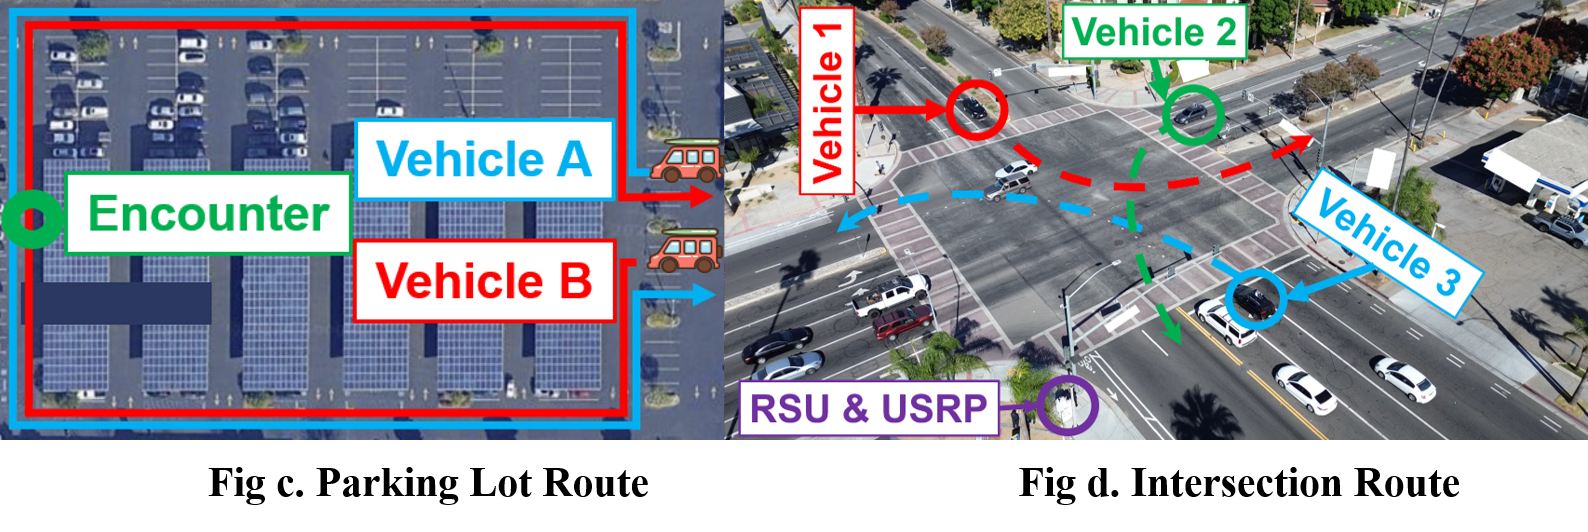 Vehicle A
Encounter
Vehicle B
Vehicle 1
Vehicle 2
Vehicle 3
RSU & USRP
Fig c. Parking Lot Route
Fig d. Intersection Route